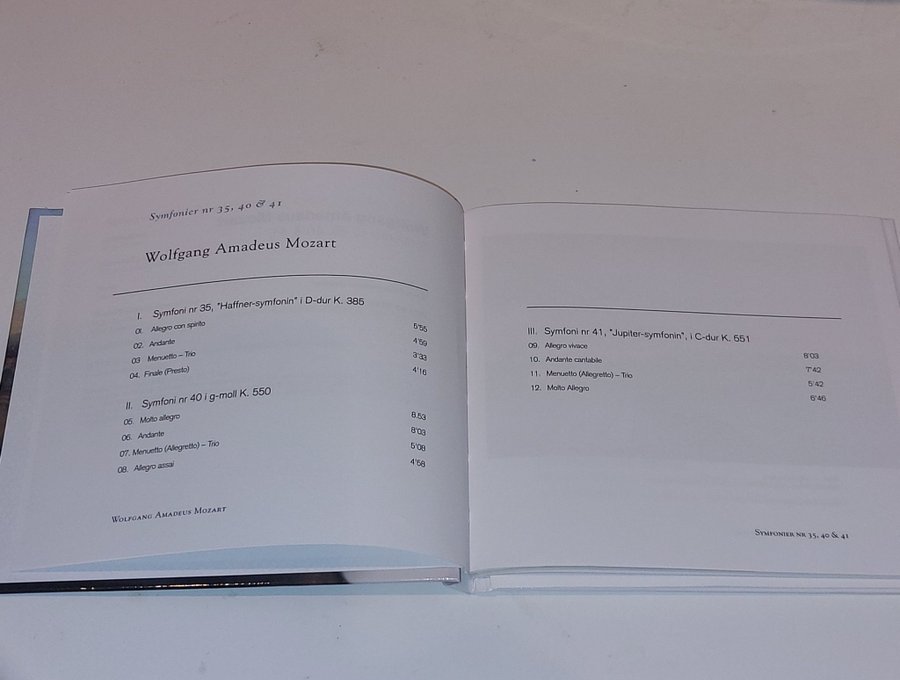 Symfonier nr 35, 40 & 41
Wolfgang Amadeus Mozart
I. Symfoni nr 35, "Haffner-symfonin" i D-dur K. 385
01. Allegro con spirito 5'55
02. Andante 4'59
03 Menuetto – Trio 3'33
04. Finale (Presto) 4'16
II. Symfoni nr 40 i g-moll K. 550
05. Molto allegro 8.53
06. Andante 8'03
07. Menuetto (Allegretto) – Trio 5'08
08. Allegro assai 4'58
Wolfgang Amadeus Mozart
III. Symfoni nr 41, "Jupiter-symfonin", i C-dur K. 551
09. Allegro vivace 8'03
10. Andante cantabile 7'42
11. Menuetto (Allegretto) – Trio 5'42
12. Molto Allegro 6'46
Symfonier nr 35, 40 & 41